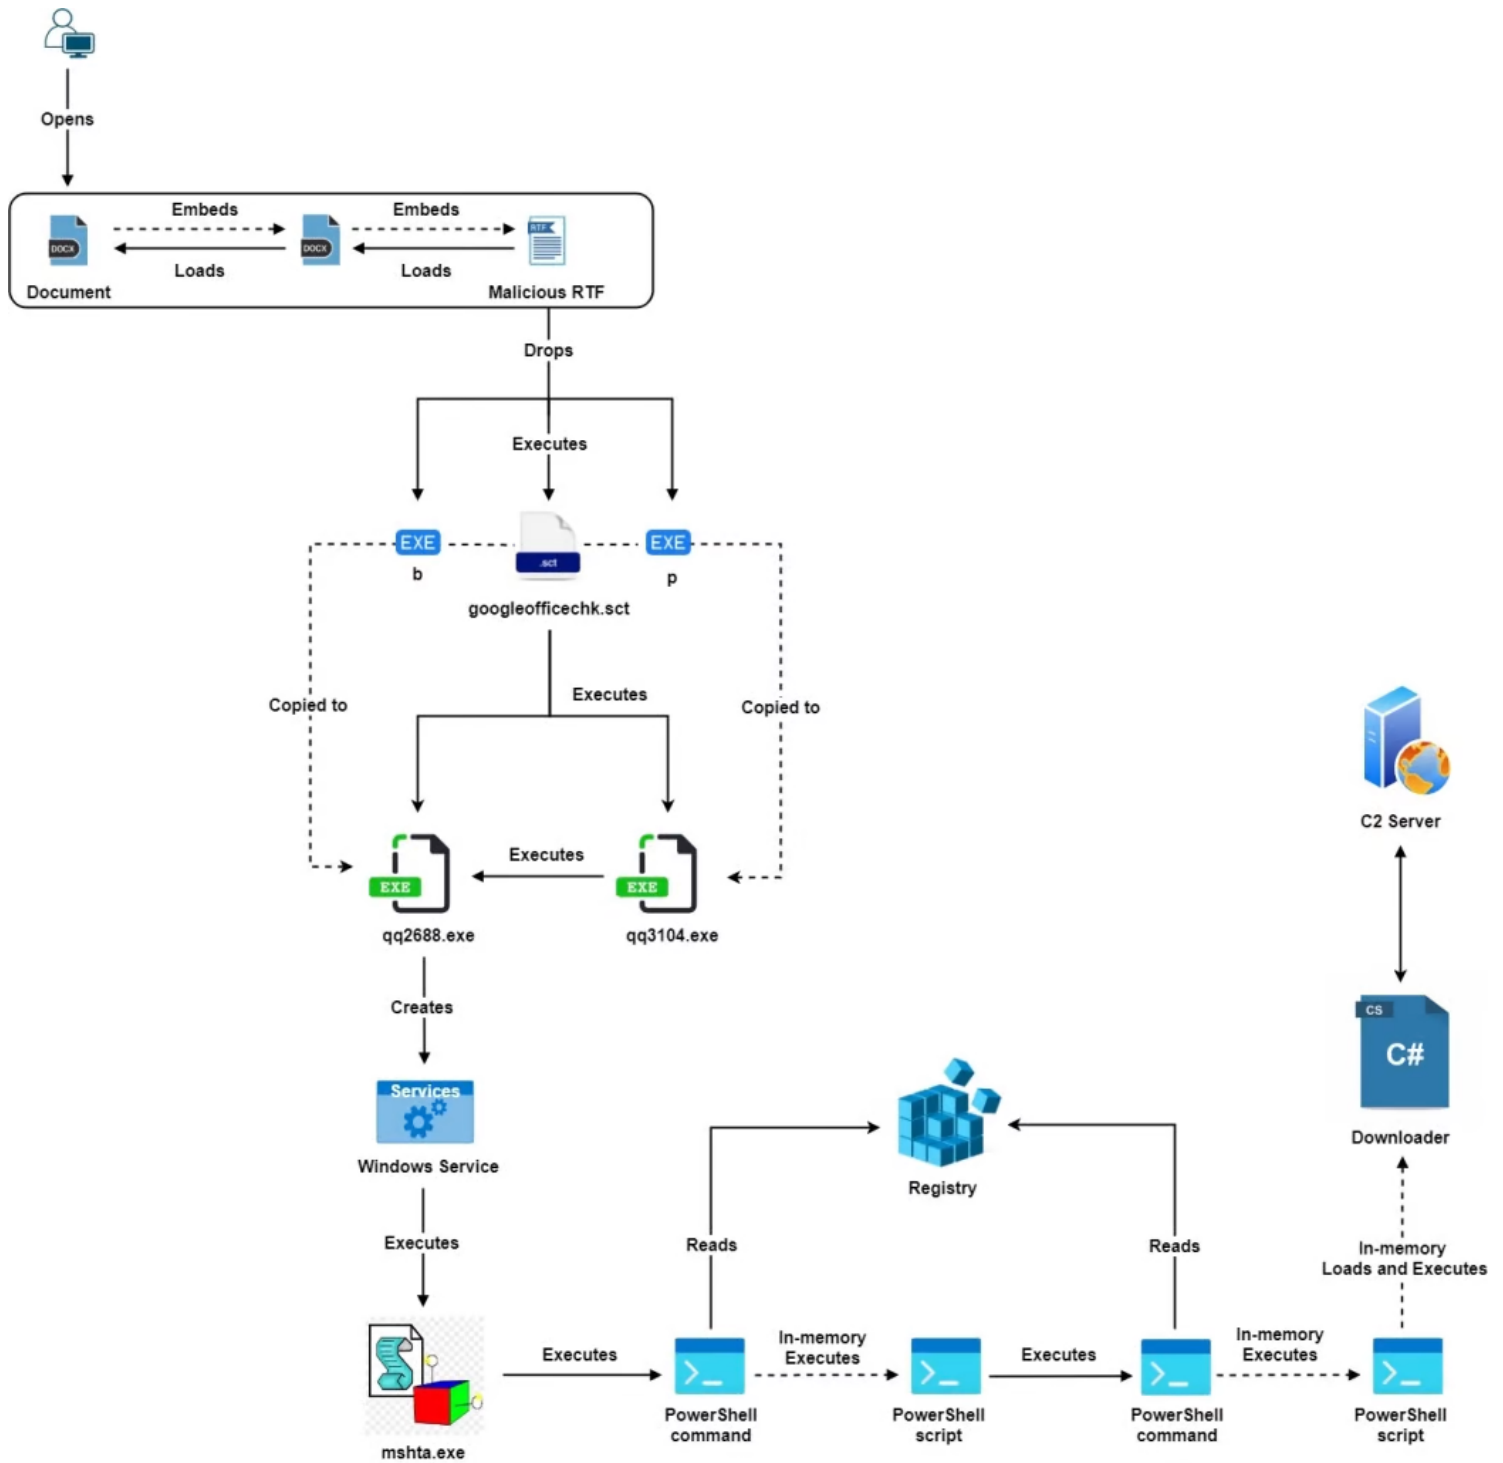 Opens
Embeds
Embeds
DOCX
DOCX
RTF
Loads
Loads
Document
Malicious RTF
Drops
Executes
EXE
.sct
EXE
b
p
googleofficechk.sct
Executes
Copied to
Copied to
Executes
EXE
EXE
qq2688.exe
qq3104.exe
C2 Server
Creates
CS
C#
Services
Downloader
Windows Service
Registry
Executes
Reads
Reads
In-memory
Loads and Executes
Executes
In-memory
Executes
Executes
In-memory
Executes
PowerShell
command
PowerShell
script
PowerShell
command
PowerShell
script
mshta.exe